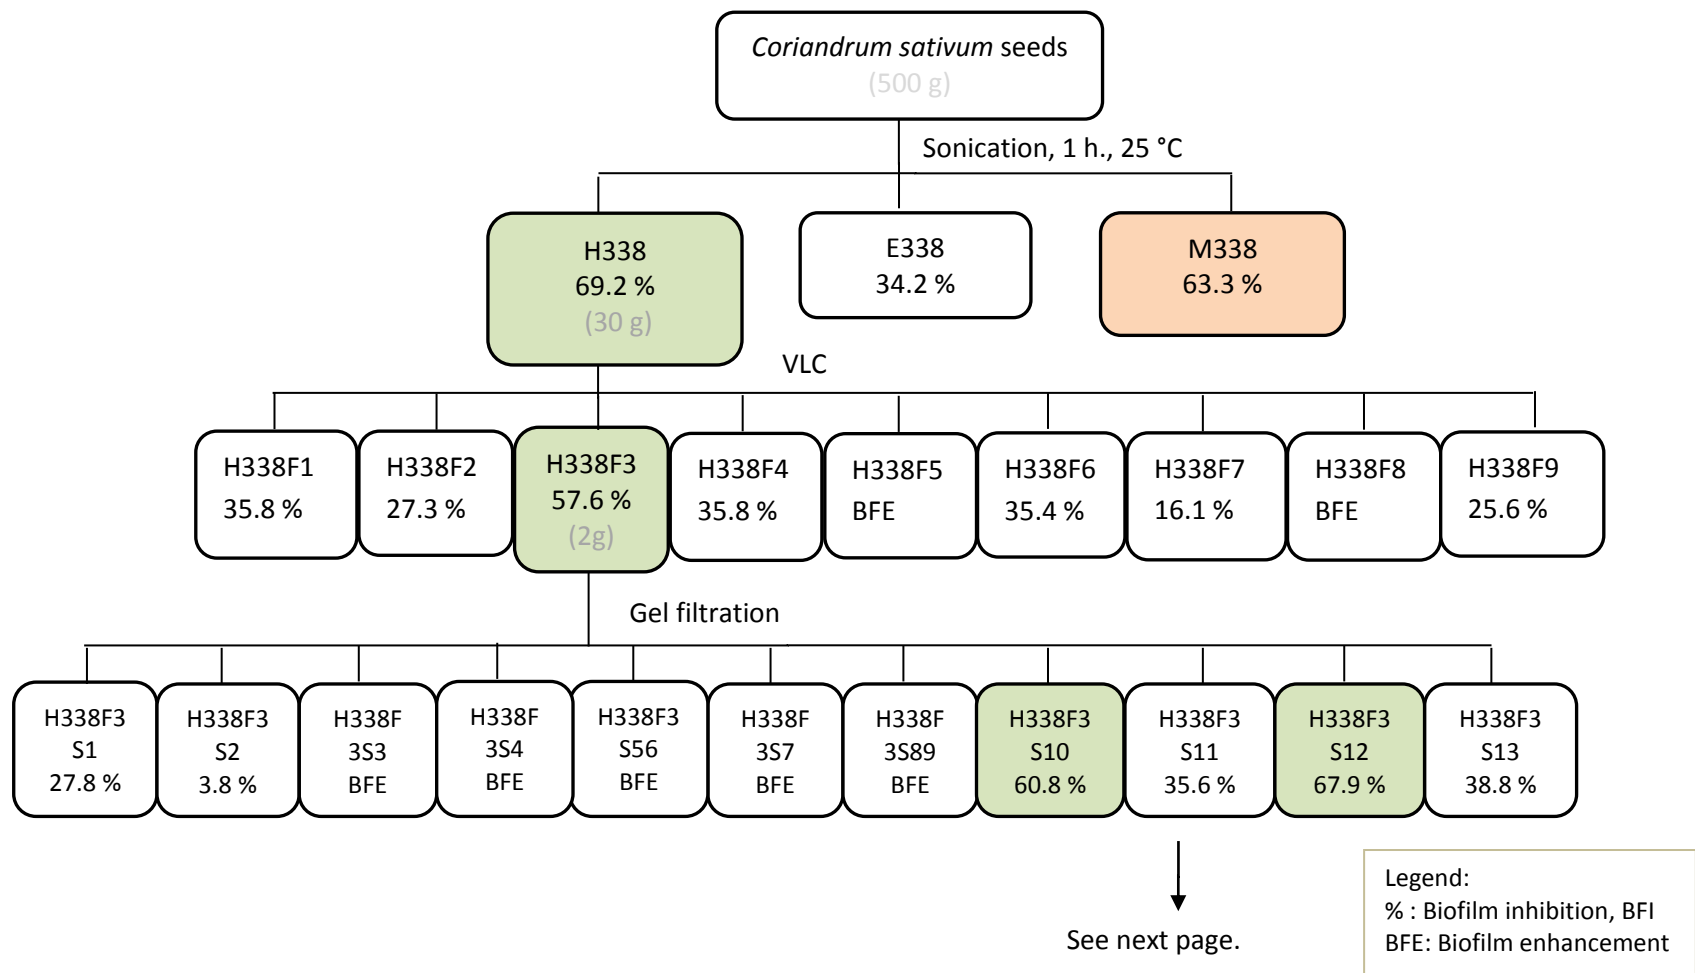 Coriandrum sativum seeds
(500 g)
Sonication, 1 h., 25 °C
H338
69.2 %
(30 g)
E338
34.2 %
M338
63.3 %
VLC
H338F1
35.8 %
H338F2
27.3 %
H338F3
57.6 %
(2g)
H338F4
35.8 %
H338F5
BFE
H338F6
35.4 %
H338F7
16.1 %
H338F8
BFE
H338F9
25.6 %
Gel filtration
H338F3
S1
27.8 %
H338F3
S2
3.8 %
H338F
3S3
BFE
H338F
3S4
BFE
H338F3
S56
BFE
H338F
3S7
BFE
H338F
3S89
BFE
H338F3
S10
60.8 %
H338F3
S11
35.6 %
H338F3
S12
67.9 %
H338F3
S13
38.8 %
See next page.
Legend:
% : Biofilm inhibition, BFI
BFE: Biofilm enhancement